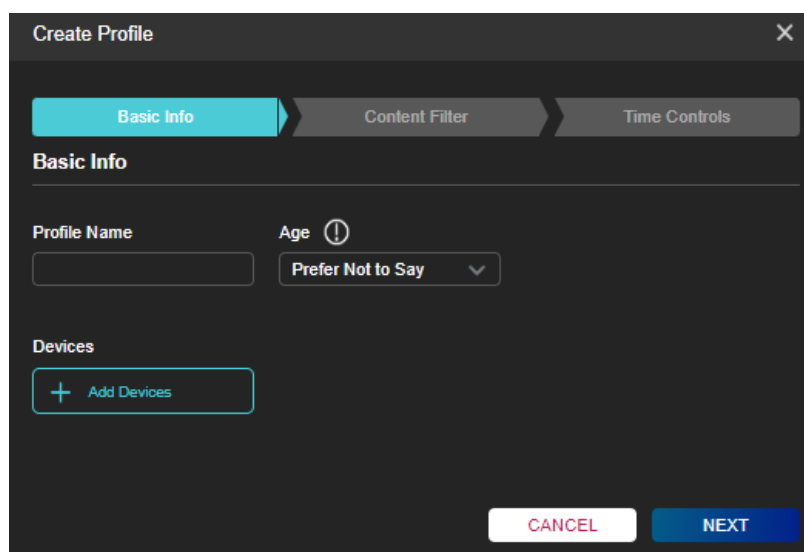 Create Profile
Basic Info Content Filter Time Controls
Basic Info
Profile Name Age
Prefer Not to Say
Devices
Add Devices
CANCEL NEXT